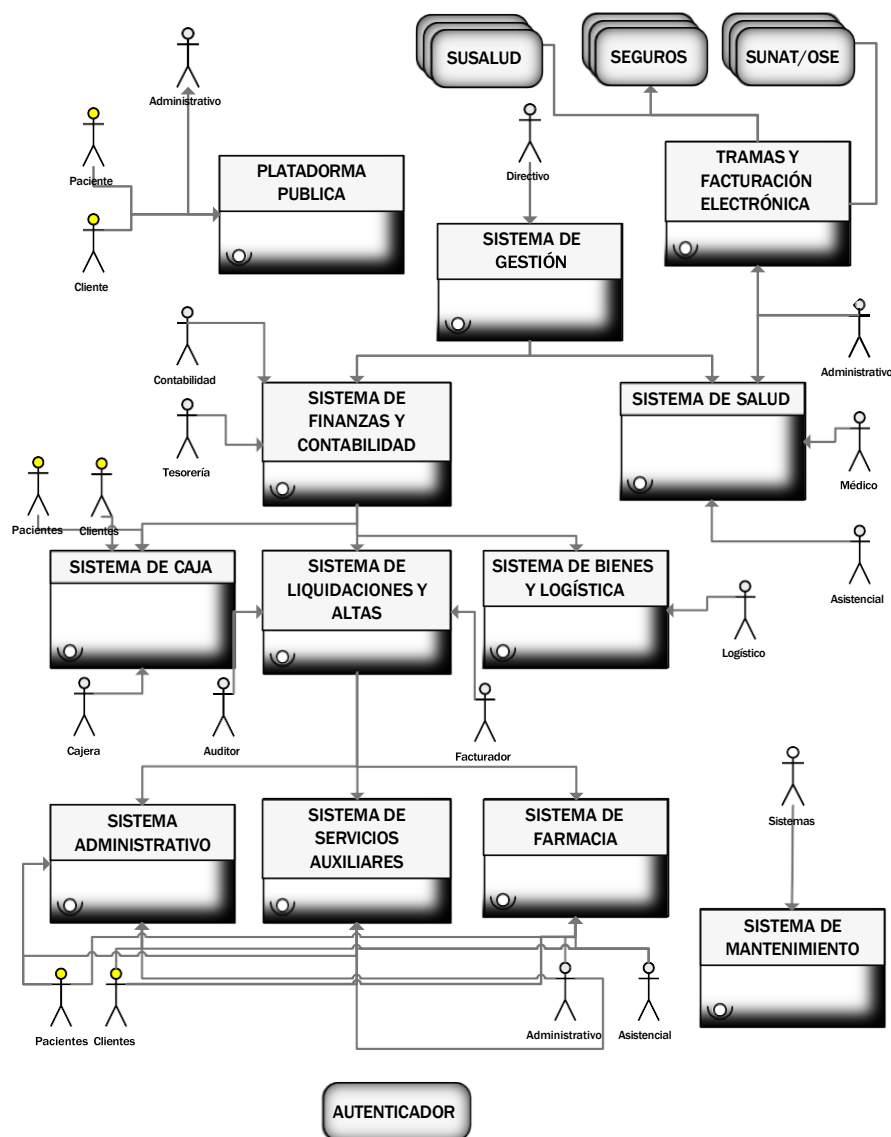 SUSALUD
SEGUROS
SUNAT/OSE
Administrativo
Paciente
Directivo
PLATADORMA
PUBLICA
TRAMAS Y
FACTURACIÓN
ELECTRÓNICA
Cliente
SISTEMA DE
GESTIÓN
Contabilidad
Administrativo
SISTEMA DE
FINANZAS Y
CONTABILIDAD
SISTEMA DE SALUD
Tesorería
Médico
Pacientes
Clientes
SISTEMA DE CAJA
SISTEMA DE
LIQUIDACIONES Y
ALTAS
SISTEMA DE BIENES
Y LOGÍSTICA
Asistencial
Logístico
Cajera
Auditor
Facturador
SISTEMA
ADMINISTRATIVO
SISTEMA DE
SERVICIOS
AUXILIARES
SISTEMA DE
FARMACIA
Sistemas
SISTEMA DE
MANTENIMIENTO
Pacientes
Clientes
Administrativo
Asistencial
AUTENTICADOR